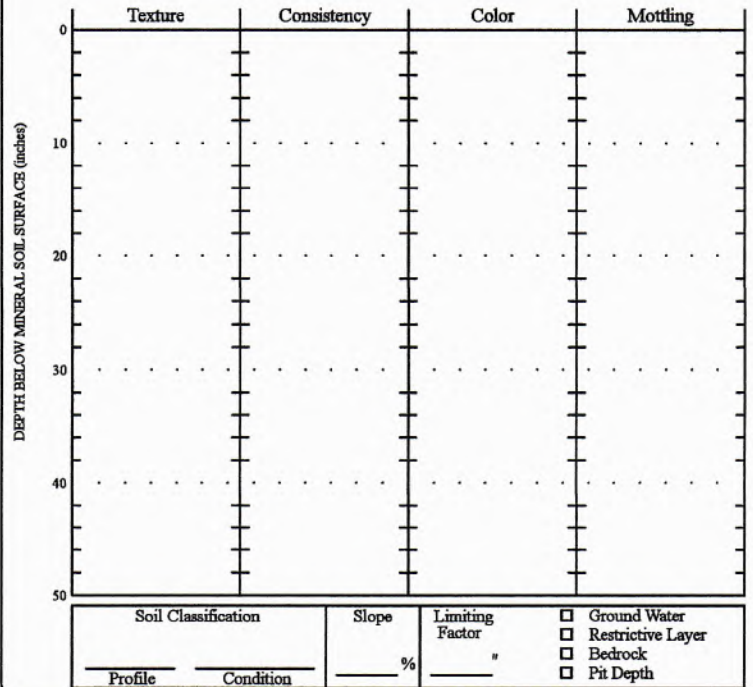 Texture Consistency Color Mottling
DEPTH BELOW MINERAL SOIL SURFACE (inches)
0
10
20
30
40
50
Soil Classification
Profile Condition
Slope
%
Limiting
Factor
"
Ground Water
Restrictive Layer
Bedrock
Pit Depth